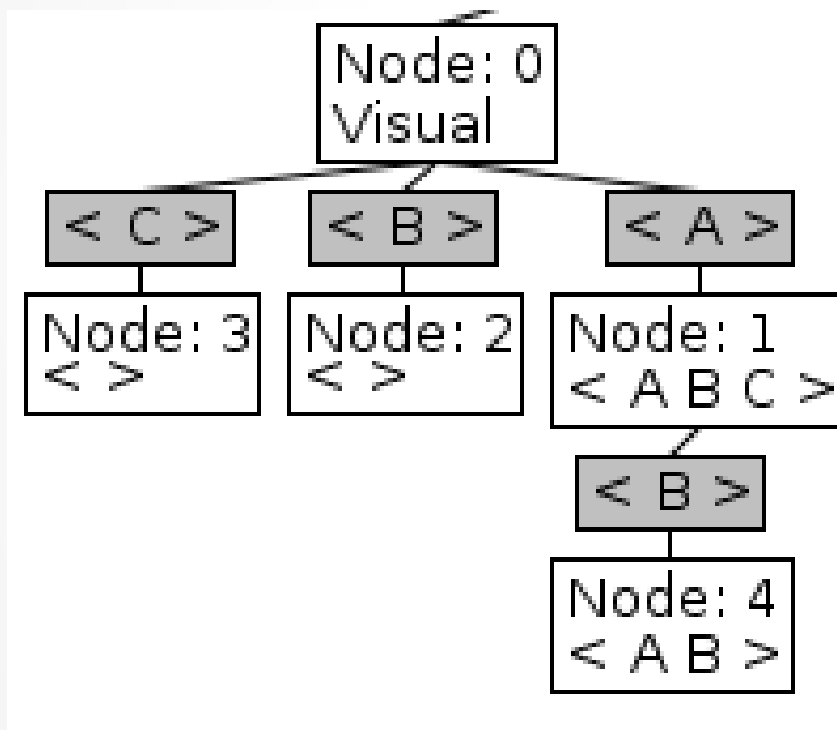 Node: 0
Visual
< C >
< B >
< A >
Node: 3
< >
Node: 2
< >
Node: 1
< A B C >
< B >
Node: 4
< A B >